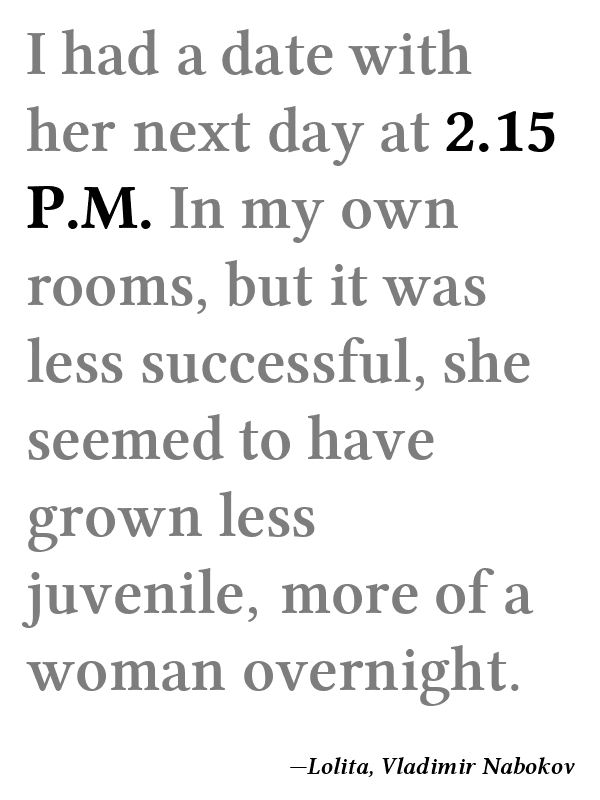 I had a date with
her next day at 2.15
P.M. In my own
rooms, but it was
less successful, she
seemed to have
grown less
juvenile, more of a
woman overnight.
—Lolita, Vladimir Nabokov